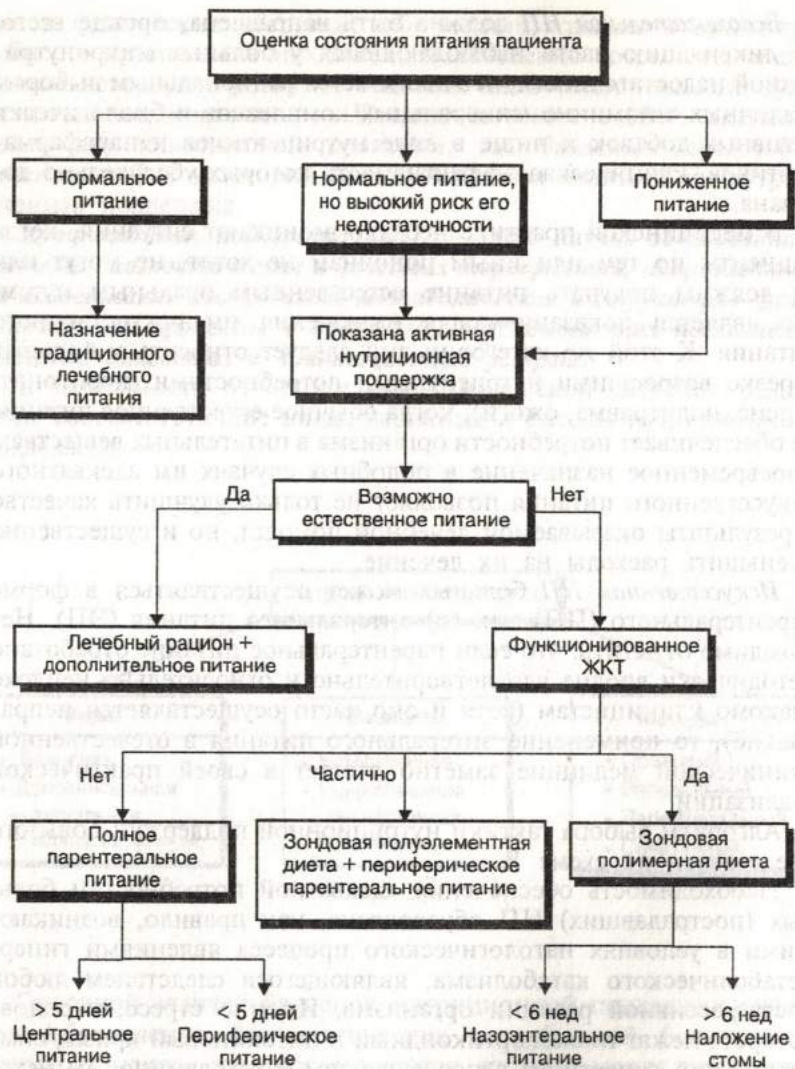 Оценка состояния питания пациента
Нормальное
питание
Нормальное питание,
но высокий риск его
недостаточности
Пониженное
питание
Назначение
традиционного
лечебного
питания
Показана активная
нутриционная
поддержка
Да
Возможно
естественное питание
Нет
Лечебный рацион +
дополнительное питание
Функционированное
ЖКТ
Нет
Частично
Да
Полное
парентеральное
питание
Зондовая полуэлементная
диета + периферическое
парентеральное питание
Зондовая
полимерная диета
> 5 дней
Центральное
питание
< 5 дней
Периферическое
питание
< 6 нед
Назоэнтеральное
питание
> 6 нед
Наложение
стомы